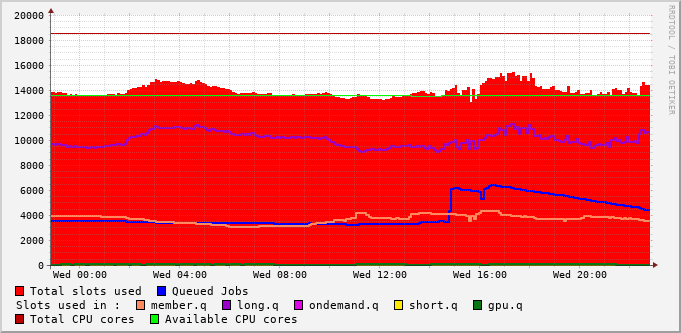 RRDTOOL / TOBI OETIKER
20000
18000
16000
14000
12000
10000
8000
6000
4000
2000
0
Wed 00:00 Wed 04:00 Wed 08:00 Wed 12:00 Wed 16:00 Wed 20:00
Total slots used Queued Jobs
Slots used in : member.q long.q ondemand.q short.q gpu.q
Total CPU cores Available CPU cores